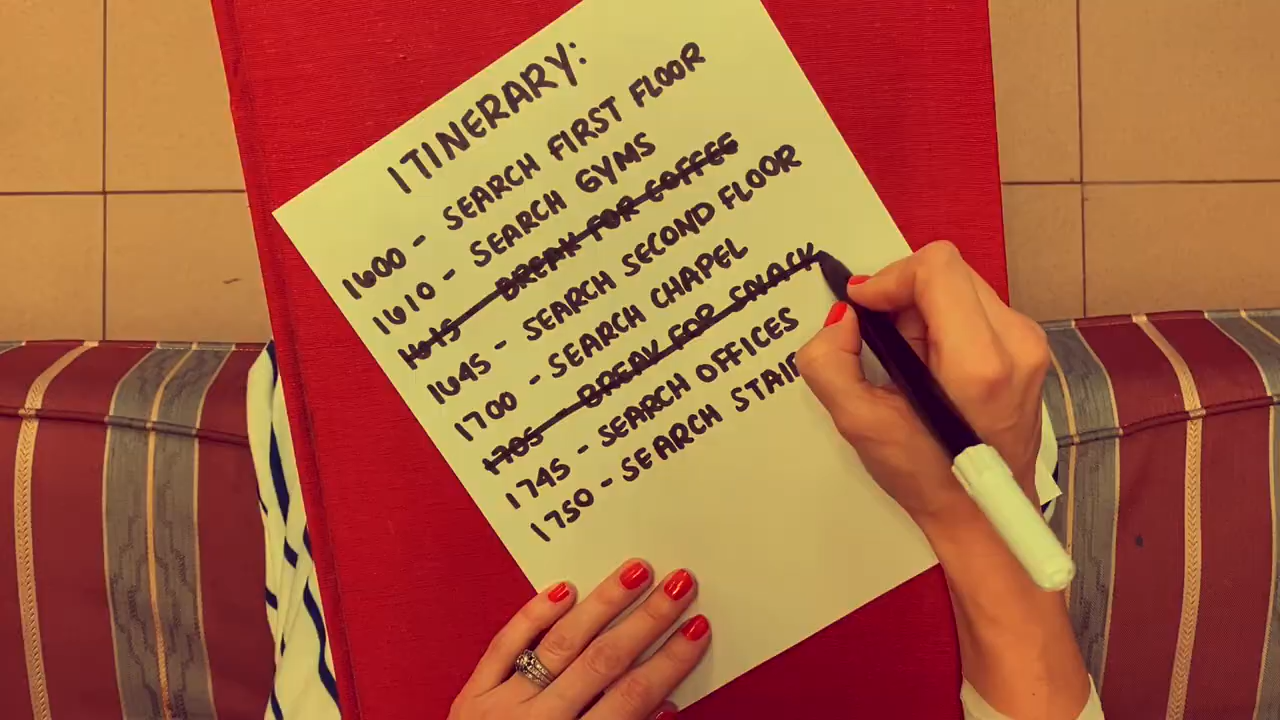 ITINERARY:
1600 - SEARCH FIRST FLOOR
1610 - SEARCH GYMS
1615 - BREAK FOR COFFEE
1645 - SEARCH SECOND FLOOR
1700 - SEARCH CHAPEL
1705 - BREAK FOR SNACK
1745 - SEARCH OFFICES
1750 - SEARCH STAIR